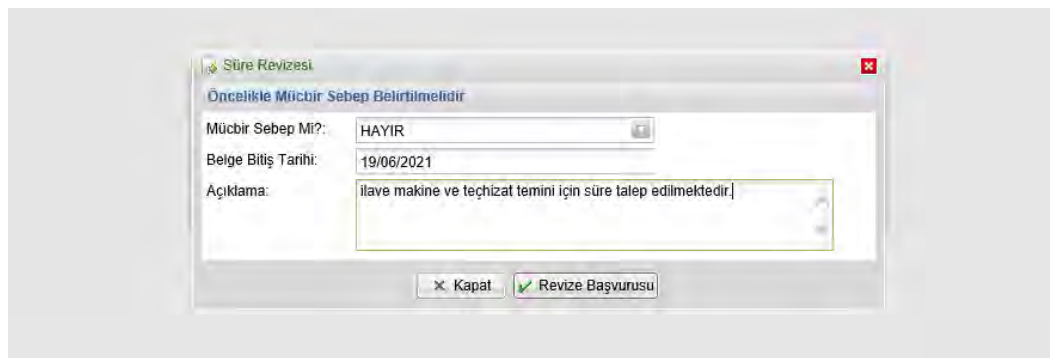 Süre Revizesi
Öncelikle Mücbir Sebep Belirtilmelidir
Mücbir Sebep Mi?: HAYIR
Belge Bitiş Tarihi: 19/06/2021
Açıklama: ilave makine ve teçhizat temini için süre talep edilmektedir.
Kapat Revize Başvurusu